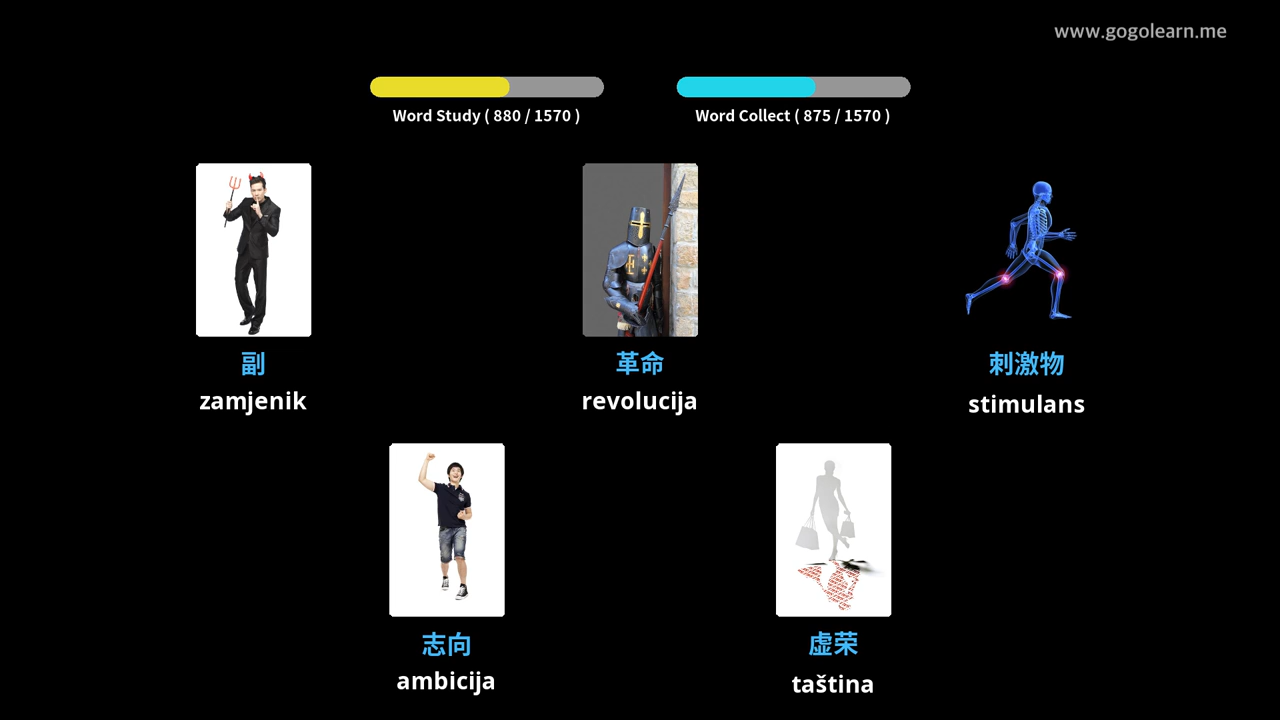 www.gogolearn.me
Word Study ( 880 / 1570 )
Word Collect ( 875 / 1570 )
副
zamjenik
革命
revolucija
刺激物
stimulans
志向
ambicija
虚荣
taština